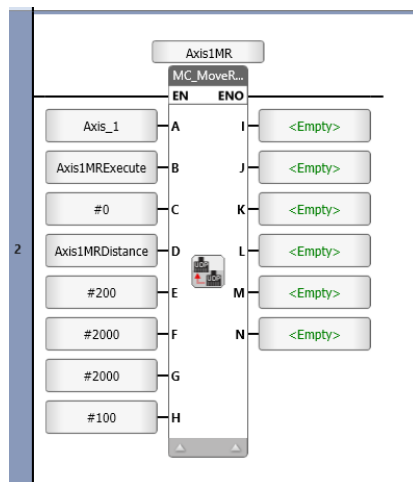 Axis1MR
MC_MoveR...
EN ENO
Axis_1 A I <Empty>
Axis1MRExecute B J <Empty>
#0 C K <Empty>
2 Axis1MRDistance D L <Empty>
#200 E M <Empty>
#2000 F N <Empty>
#2000 G
#100 H